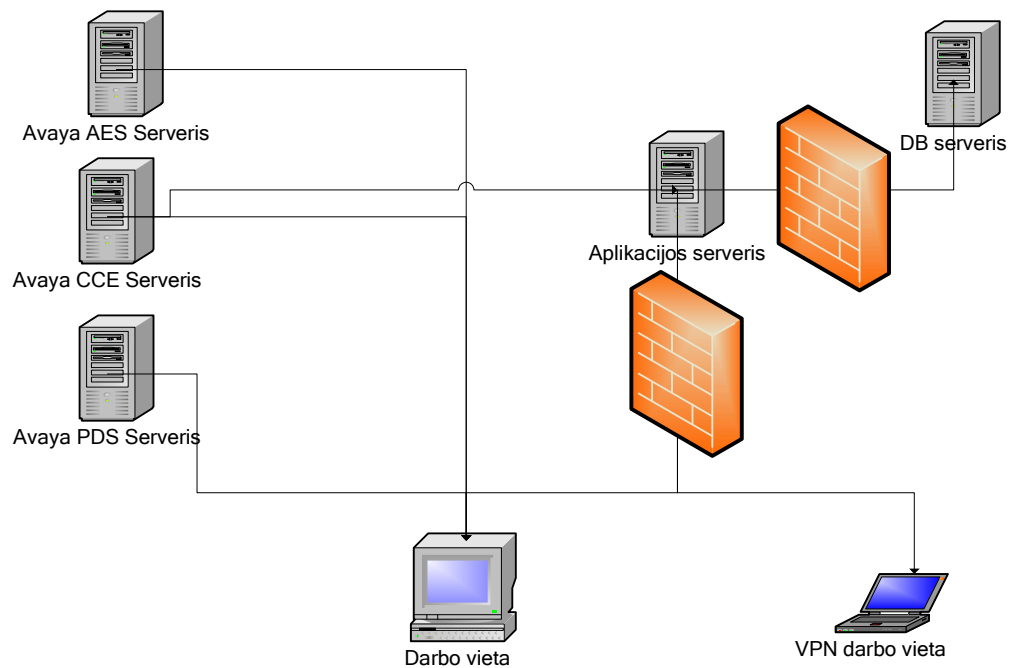 Avaya AES Serveris
DB serveris
Aplikacijos serveris
Avaya CCE Serveris
Avaya PDS Serveris
Darbo vieta
VPN darbo vieta